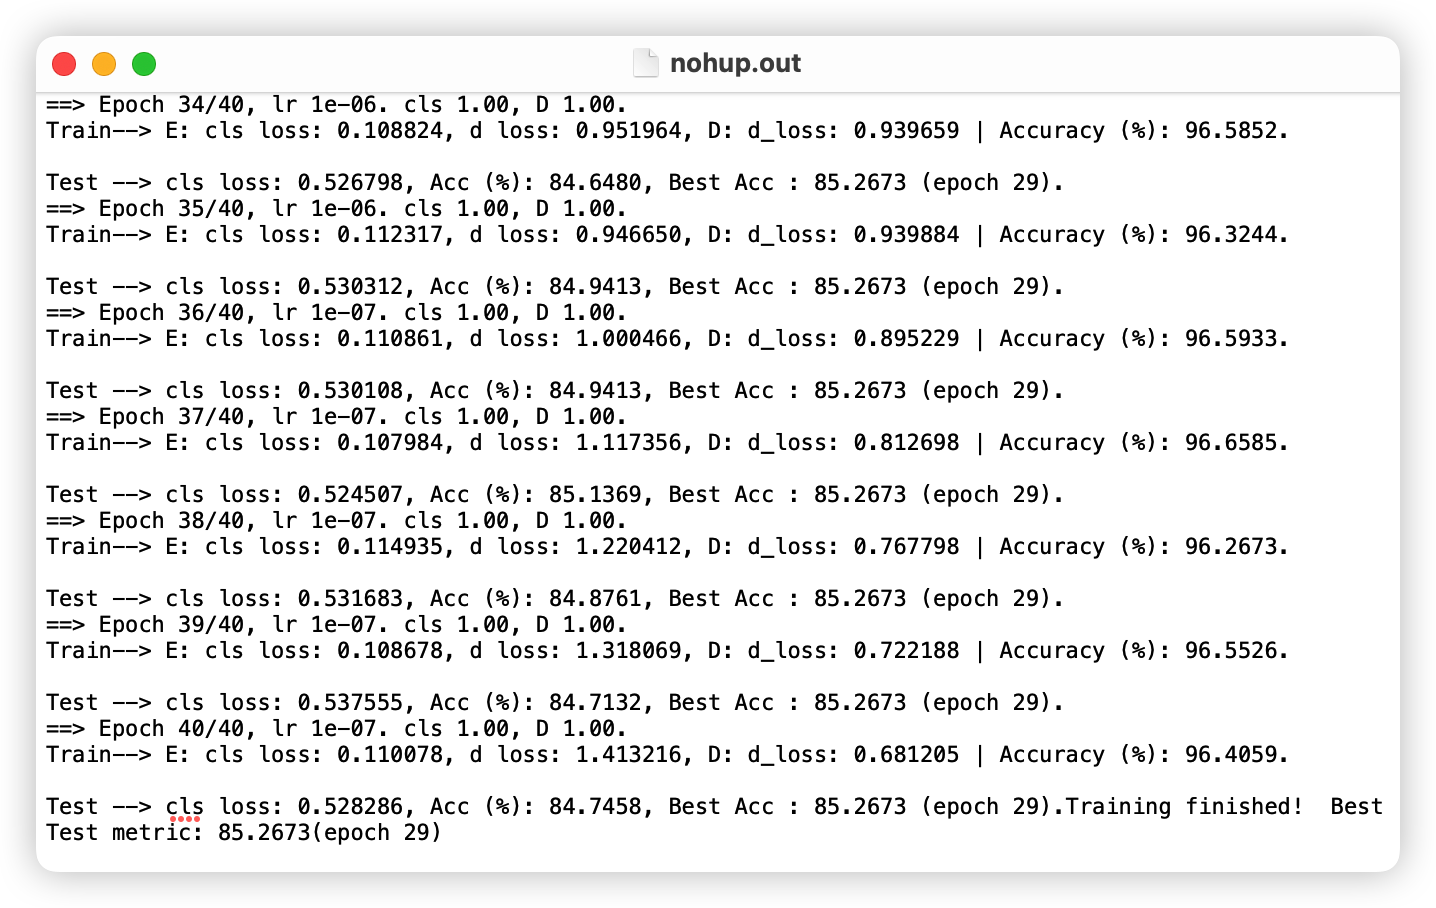 nohup.out
==> Epoch 34/40, lr 1e-06. cls 1.00, D 1.00.
Train--> E: cls loss: 0.108824, d loss: 0.951964, D: d_loss: 0.939659 | Accuracy (%): 96.5852.
Test --> cls loss: 0.526798, Acc (%): 84.6480, Best Acc : 85.2673 (epoch 29).
==> Epoch 35/40, lr 1e-06. cls 1.00, D 1.00.
Train--> E: cls loss: 0.112317, d loss: 0.946650, D: d_loss: 0.939884 | Accuracy (%): 96.3244.
Test --> cls loss: 0.530312, Acc (%): 84.9413, Best Acc : 85.2673 (epoch 29).
==> Epoch 36/40, lr 1e-07. cls 1.00, D 1.00.
Train--> E: cls loss: 0.110861, d loss: 1.000466, D: d_loss: 0.895229 | Accuracy (%): 96.5933.
Test --> cls loss: 0.530108, Acc (%): 84.9413, Best Acc : 85.2673 (epoch 29).
==> Epoch 37/40, lr 1e-07. cls 1.00, D 1.00.
Train--> E: cls loss: 0.107984, d loss: 1.117356, D: d_loss: 0.812698 | Accuracy (%): 96.6585.
Test --> cls loss: 0.524507, Acc (%): 85.1369, Best Acc : 85.2673 (epoch 29).
==> Epoch 38/40, lr 1e-07. cls 1.00, D 1.00.
Train--> E: cls loss: 0.114935, d loss: 1.220412, D: d_loss: 0.767798 | Accuracy (%): 96.2673.
Test --> cls loss: 0.531683, Acc (%): 84.8761, Best Acc : 85.2673 (epoch 29).
==> Epoch 39/40, lr 1e-07. cls 1.00, D 1.00.
Train--> E: cls loss: 0.108678, d loss: 1.318069, D: d_loss: 0.722188 | Accuracy (%): 96.5526.
Test --> cls loss: 0.537555, Acc (%): 84.7132, Best Acc : 85.2673 (epoch 29).
==> Epoch 40/40, lr 1e-07. cls 1.00, D 1.00.
Train--> E: cls loss: 0.110078, d loss: 1.413216, D: d_loss: 0.681205 | Accuracy (%): 96.4059.
Test --> cls loss: 0.528286, Acc (%): 84.7458, Best Acc : 85.2673 (epoch 29).Training finished!  Best
Test metric: 85.2673(epoch 29)